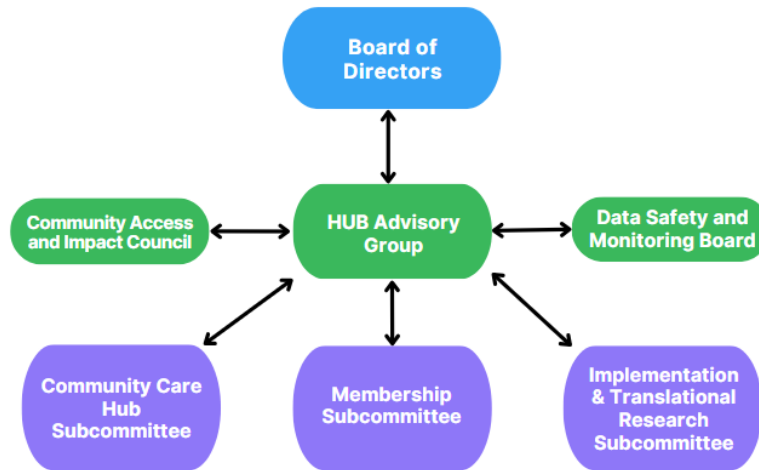 Board of
Directors
Community Access
and Impact Council
HUB Advisory
Group
Data Safety and
Monitoring Board
Community Care
Hub
Subcommittee
Membership
Subcommittee
Implementation
& Translational
Research
Subcommittee